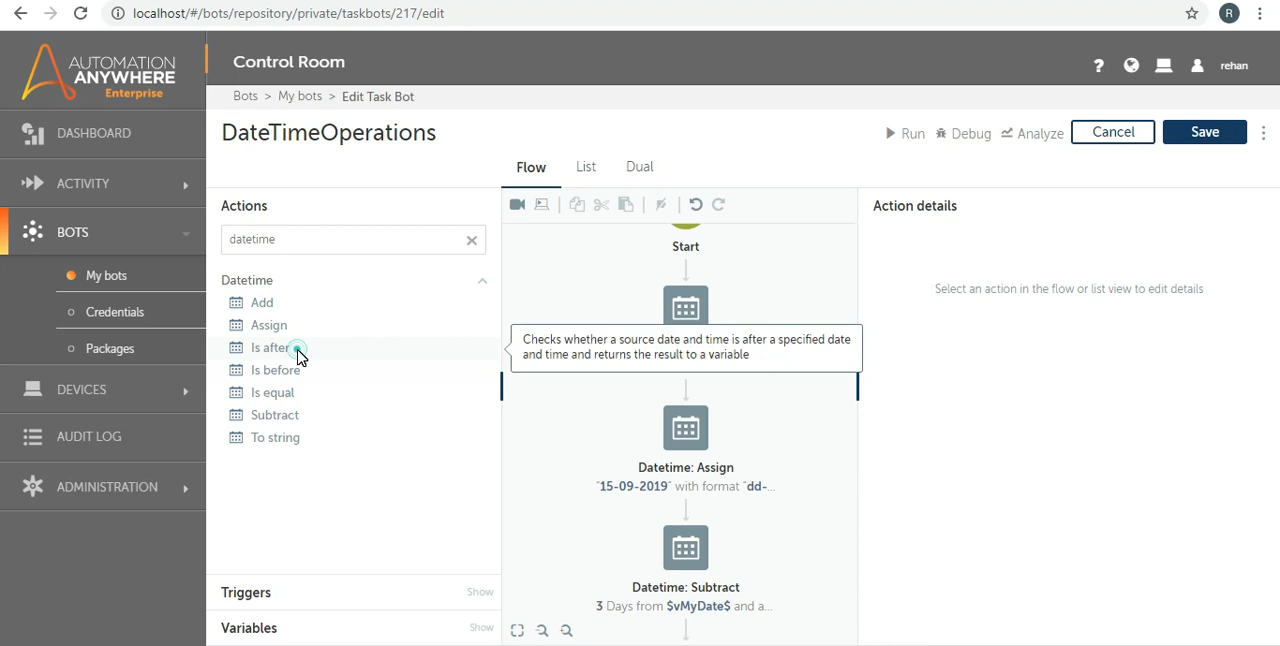 localhost/#/bots/repository/private/taskbots/217/edit
R
AUTOMATION
ANYWHERE
Enterprise
Control Room
?
rehan
Bots > My bots > Edit Task Bot
DASHBOARD
DateTimeOperations
Run
Debug
Analyze
Cancel
Save
Flow
List
Dual
ACTIVITY
BOTS
My bots
Credentials
Packages
DEVICES
AUDIT LOG
ADMINISTRATION
Actions
datetime
Datetime
Add
Assign
Is after
Is before
Is equal
Subtract
To string
Triggers
Show
Variables
Show
Start
Checks whether a source date and time is after a specified date
and time and returns the result to a variable
Datetime: Assign
"15-09-2019" with format "dd-...
Datetime: Subtract
3 Days from $vMyDate$ and a...
Action details
Select an action in the flow or list view to edit details